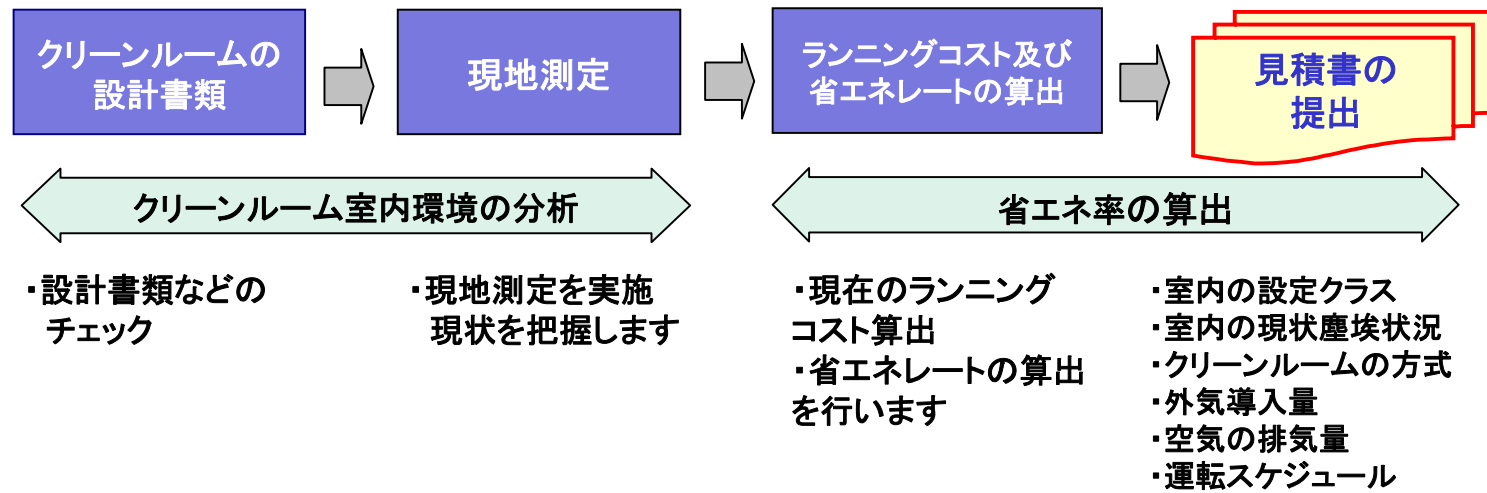 クリーンルームの
設計書類
現地測定
ランニングコスト及び
省エネレートの算出
見積書の
提出
クリーンルーム室内環境の分析
省エネ率の算出
・設計書類などの
チェック
・現地測定を実施
現状を把握します
・現在のランニング
コスト算出
・省エネレートの算出
を行います
・室内の設定クラス
・室内の現状塵埃状況
・クリーンルームの方式
・外気導入量
・空気の排気量
・運転スケジュール